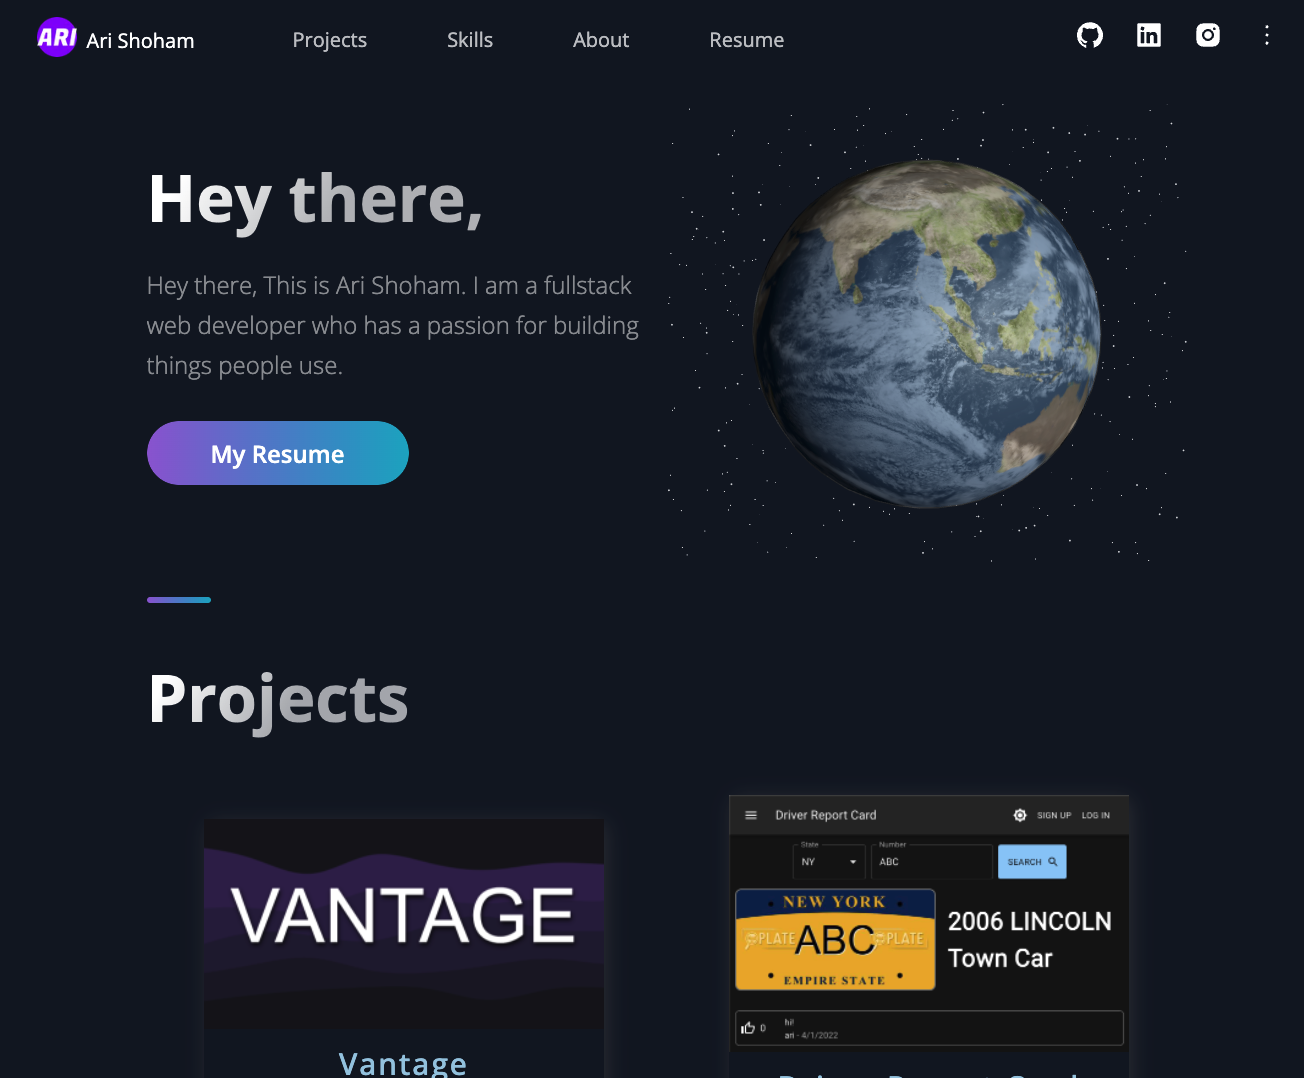 ARI Ari Shoham Projects Skills About Resume
Hey there,
Hey there, This is Ari Shoham. I am a fullstack
web developer who has a passion for building
things people use.
My Resume
Projects
VANTAGE
Vantage
Driver Report Card SIGN UP LOG IN
State Number
NY ABC SEARCH
NEW YORK
PLATE ABC PLATE
EMPIRE STATE
2006 LINCOLN
Town Car
0 hi!
ari - 4/1/2022
Driver Report Card